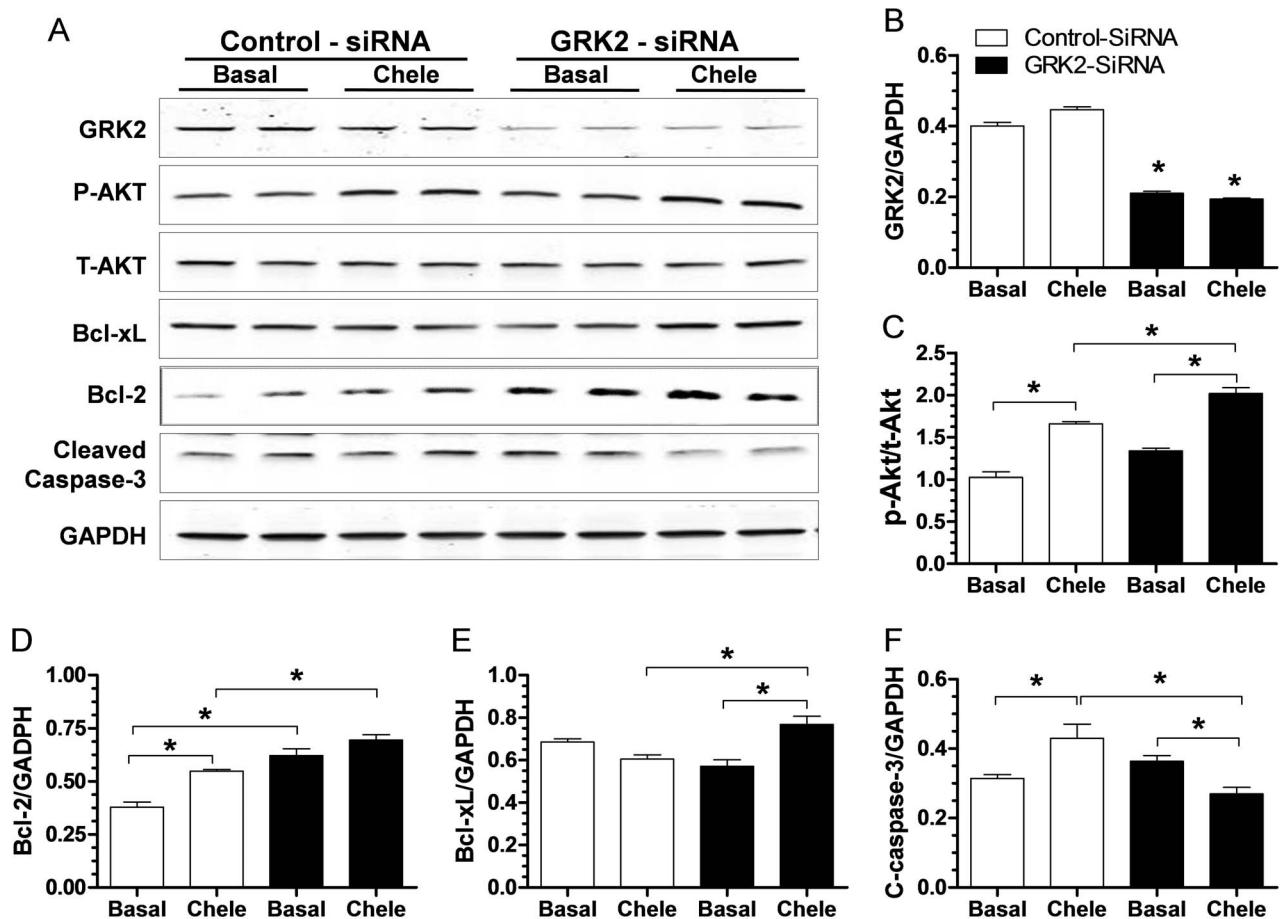 A
Control - siRNA GRK2 - siRNA
Basal Chele Basal Chele
GRK2
P-AKT
T-AKT
Bcl-xL
Bcl-2
Cleaved
Caspase-3
GAPDH
B
Control-SiRNA
GRK2-SiRNA
GRK2/GAPDH
0.6
0.4
0.2
0.0
* *
Basal Chele Basal Chele
C
p-Akt/t-Akt
2.5
2.0
1.5
1.0
0.5
0.0
*
* *
Basal Chele Basal Chele
D
Bcl-2/GADPH
1.00
0.75
0.50
0.25
0.00
*
*
*
Basal Chele Basal Chele
E
Bcl-xL/GAPDH
1.0
0.8
0.6
0.4
0.2
0.0
*
*
Basal Chele Basal Chele
F
C-caspase-3/GAPDH
0.6
0.4
0.2
0.0
* *
*
Basal Chele Basal Chele